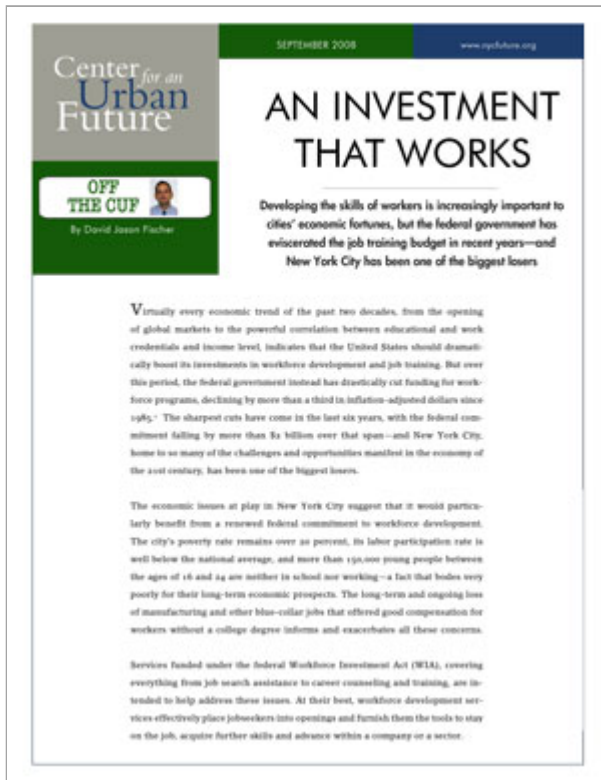 SEPTEMBER 2008
www.nycfuture.org
Center for an
Urban
Future
AN INVESTMENT
THAT WORKS
OFF
THE CUF
By David Jason Fischer
Developing the skills of workers is increasingly important to
cities' economic fortunes, but the federal government has
eviscerated the job training budget in recent years—and
New York City has been one of the biggest losers
Virtually every economic trend of the past two decades, from the opening
of global markets to the powerful correlation between educational and work
credentials and income level, indicates that the United States should dramati-
cally boost its investments in workforce development and job training. But over
this period, the federal government instead has drastically cut funding for work-
force programs, declining by more than a third in inflation-adjusted dollars since
1985. The sharpest cuts have come in the last six years, with the federal com-
mitment falling by more than $2 billion over that span—and New York City,
home to so many of the challenges and opportunities manifest in the economy of
the 21st century, has been one of the biggest losers.
The economic issues at play in New York City suggest that it would particu-
larly benefit from a renewed federal commitment to workforce development.
The city's poverty rate remains over 20 percent, its labor participation rate is
well below the national average, and more than 150,000 young people between
the ages of 16 and 24 are neither in school nor working—a fact that bodes very
poorly for their long-term economic prospects. The long-term and ongoing loss
of manufacturing and other blue-collar jobs that offered good compensation for
workers without a college degree informs and exacerbates all these concerns.
Services funded under the federal Workforce Investment Act (WIA), covering
everything from job search assistance to career counseling and training, are in-
tended to help address these issues. At their best, workforce development ser-
vices effectively place jobseekers into openings and furnish them the tools to stay
on the job, acquire further skills and advance within a company or a sector.